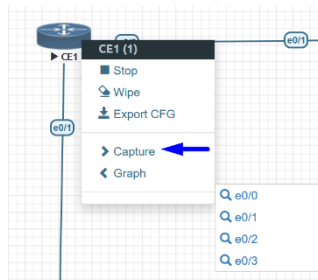 CE1 (1)
e0/1
CE1
Stop
Wipe
Export CFG
e0/1
Capture
Graph
e0/0
e0/1
e0/2
e0/3